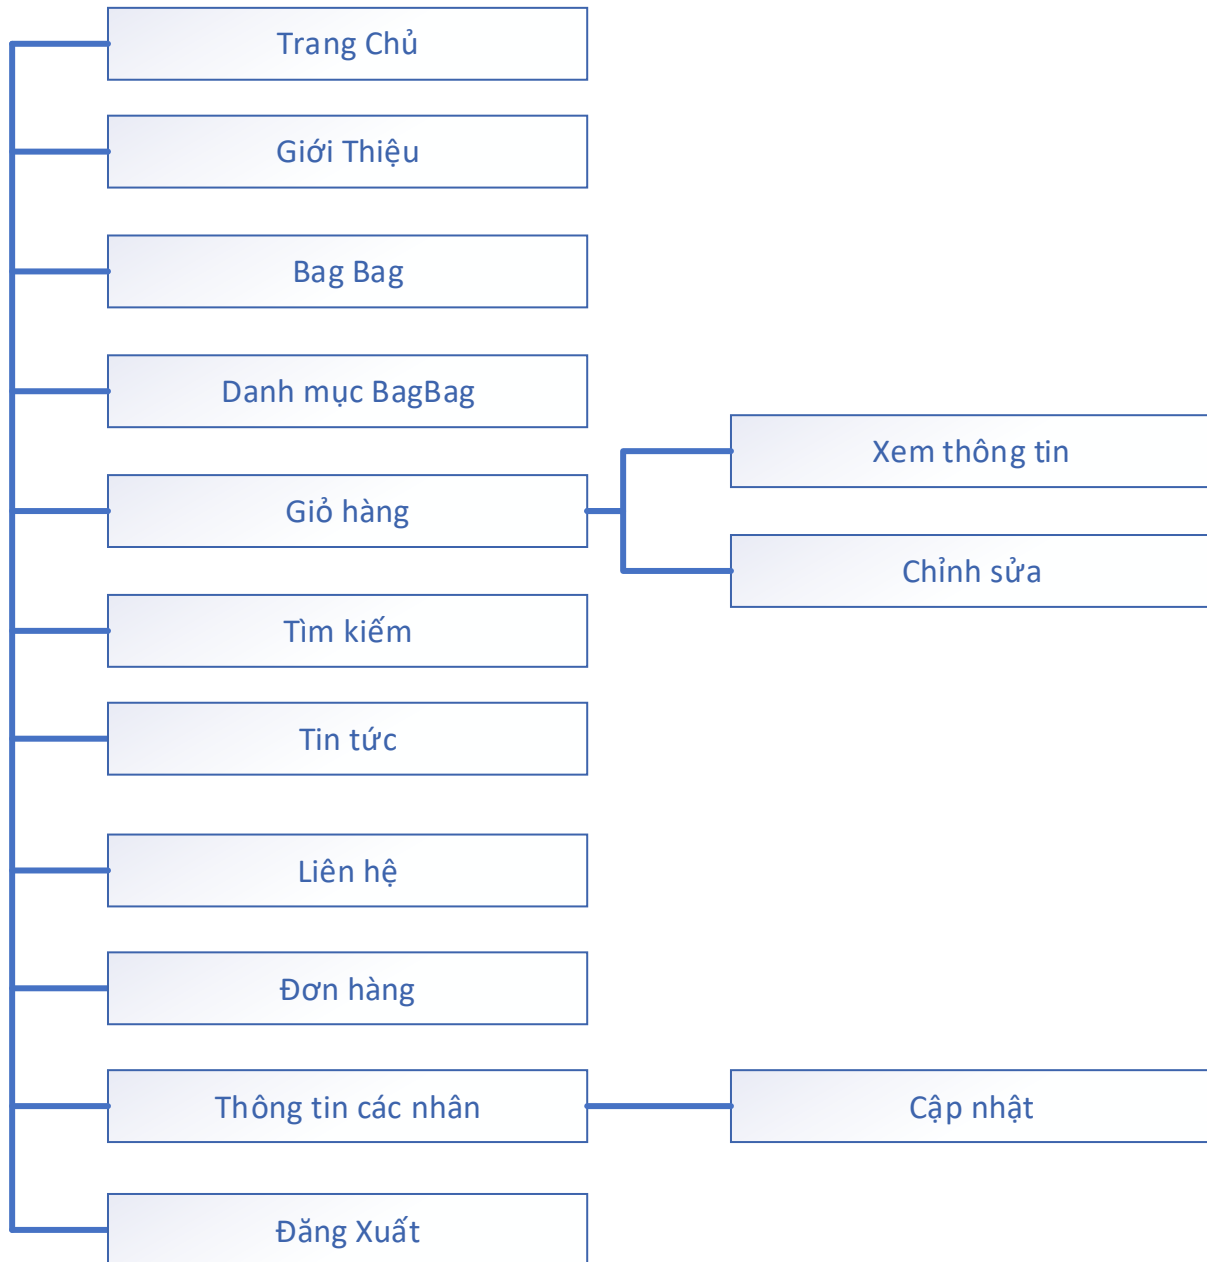 Trang Chủ
Giới Thiệu
Bag Bag
Danh mục BagBag
Giỏ hàng
Xem thông tin
Chỉnh sửa
Tìm kiếm
Tin tức
Liên hệ
Đơn hàng
Thông tin các nhân
Cập nhật
Đăng Xuất